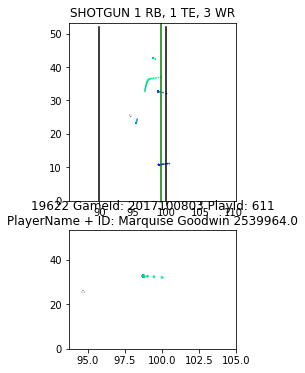 SHOTGUN 1 RB, 1 TE, 3 WR
50
40
30
20
10
0
90 95 100 105 110
19622 GameId: 2017100803 PlayId: 611
PlayerName + ID: Marquise Goodwin 2539964.0
40
20
0
95.0 97.5 100.0 102.5 105.0